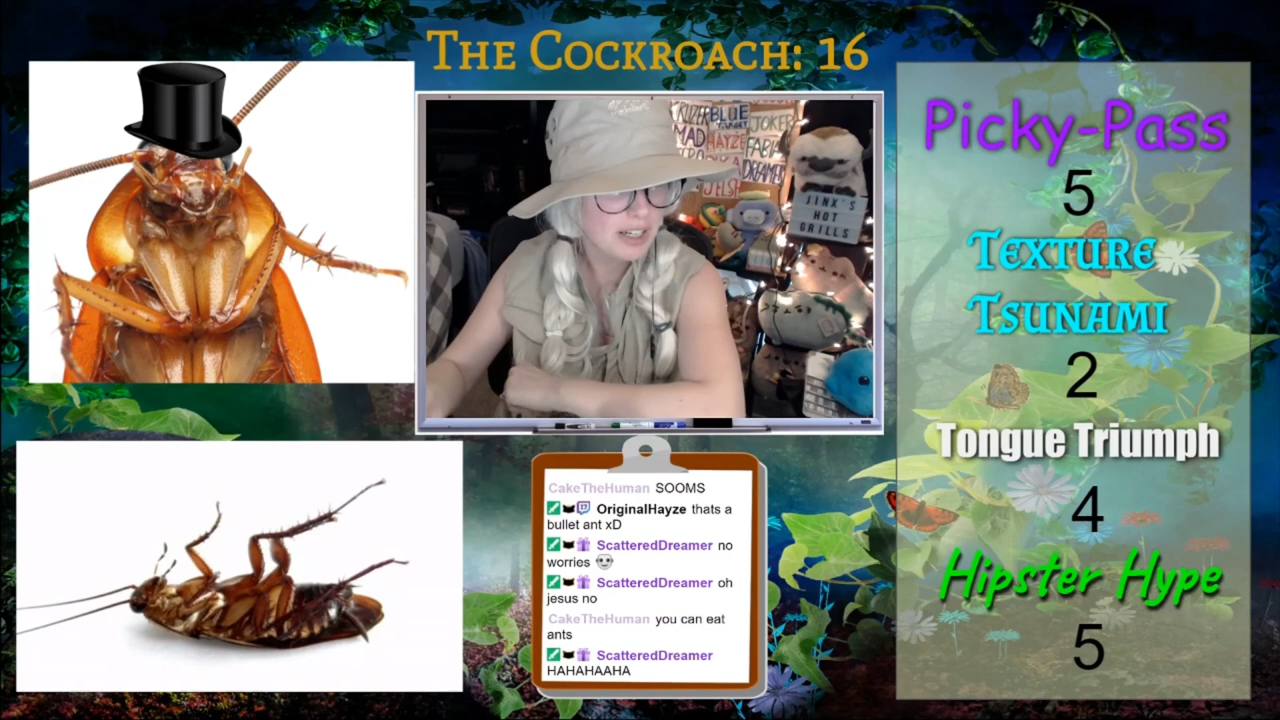 The Cockroach: 16
BLUE
JOKER
MAD
HAYZE
FABIA
DREAMER
JINX'S
HOT
GRILLS
CakeTheHuman SOOMS
OriginalHayze thats a
bullet ant xD
ScatteredDreamer no
worries
ScatteredDreamer oh
jesus no
CakeTheHuman you can eat
ants
ScatteredDreamer
HAHAHAAHA
Picky-Pass
5
Texture
Tsunami
2
Tongue Triumph
4
Hipster Hype
5